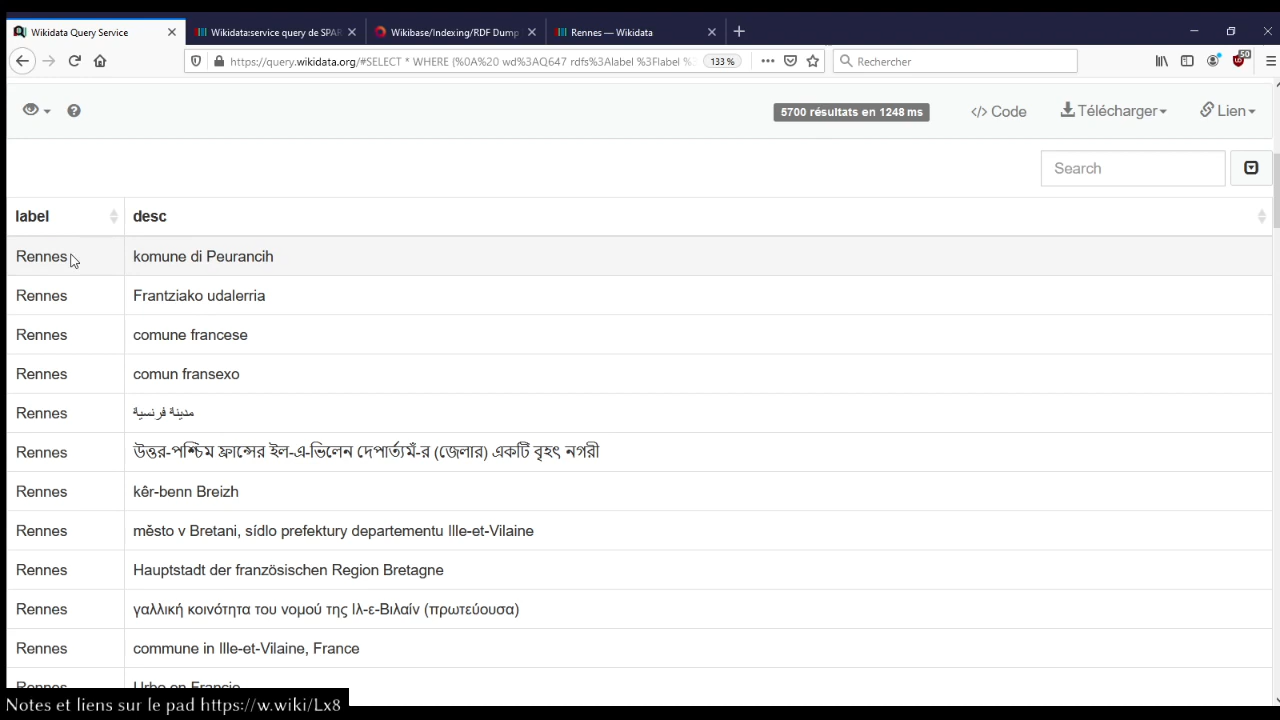 Wikidata Query Service
Wikidata:service query de SPAR
Wikibase/Indexing/RDF Dump
Rennes — Wikidata
https://query.wikidata.org/#SELECT * WHERE {%0A%20 wd%3AQ647 rdfs%3Alabel %3Flabel %
133 %
Rechercher
5700 résultats en 1248 ms
</> Code
Télécharger
Lien
Search
label desc
Rennes komune di Peurancih
Rennes Frantziako udalerria
Rennes comune francese
Rennes comun fransexo
Rennes مدينة فرنسية
Rennes উত্তর-পশ্চিম ফ্রান্সের ইল-এ-ভিলেন দেপার্ত্যমঁ-র (জেলার) একটি বৃহৎ নগরী
Rennes kêr-benn Breizh
Rennes město v Bretani, sídlo prefektury departementu Ille-et-Vilaine
Rennes Hauptstadt der französischen Region Bretagne
Rennes γαλλική κοινότητα του νομού της Ιλ-ε-Βιλαίν (πρωτεύουσα)
Rennes commune in Ille-et-Vilaine, France
Rennes Urbo en Francio
Notes et liens sur le pad https://w.wiki/Lx8